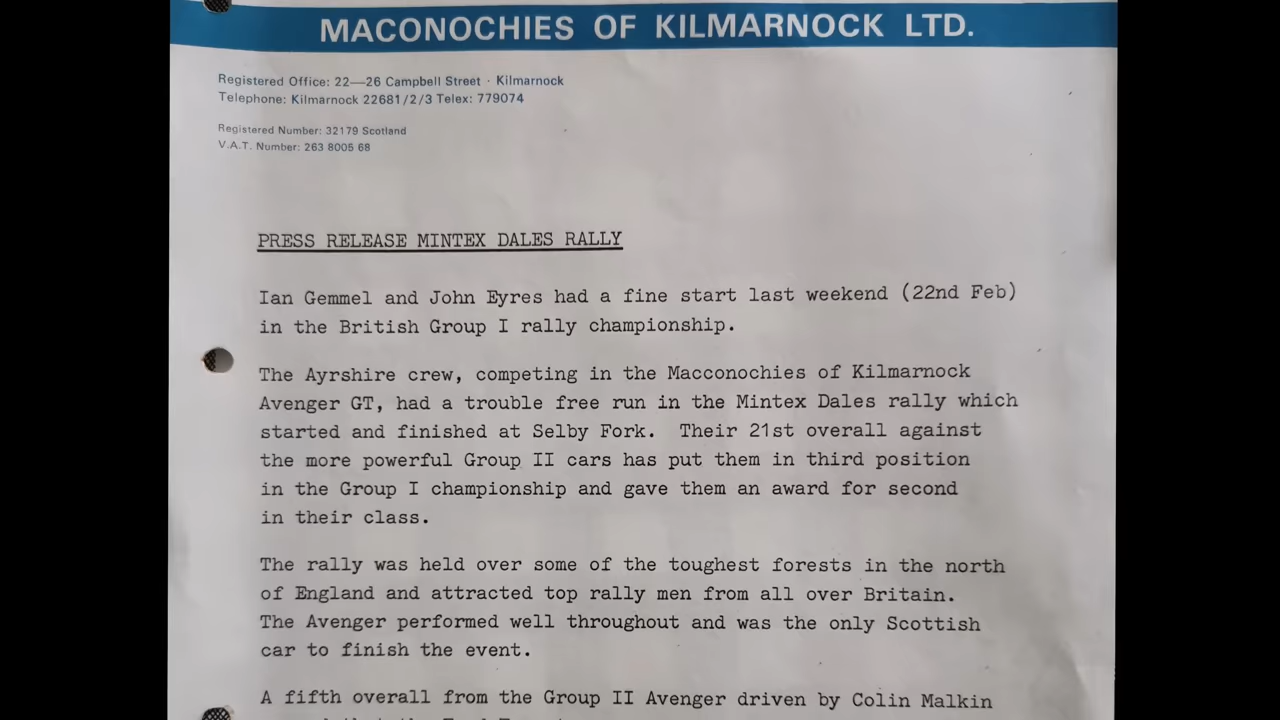 MACONOCHIES OF KILMARNOCK LTD.
Registered Office: 22—26 Campbell Street · Kilmarnock
Telephone: Kilmarnock 22681/2/3 Telex: 779074
Registered Number: 32179 Scotland
V.A.T. Number: 263 8005 68
PRESS RELEASE MINTEX DALES RALLY
Ian Gemmel and John Eyres had a fine start last weekend (22nd Feb)
in the British Group I rally championship.
The Ayrshire crew, competing in the Macconochies of Kilmarnock
Avenger GT, had a trouble free run in the Mintex Dales rally which
started and finished at Selby Fork. Their 21st overall against
the more powerful Group II cars has put them in third position
in the Group I championship and gave them an award for second
in their class.
The rally was held over some of the toughest forests in the north
of England and attracted top rally men from all over Britain.
The Avenger performed well throughout and was the only Scottish
car to finish the event.
A fifth overall from the Group II Avenger driven by Colin Malkin